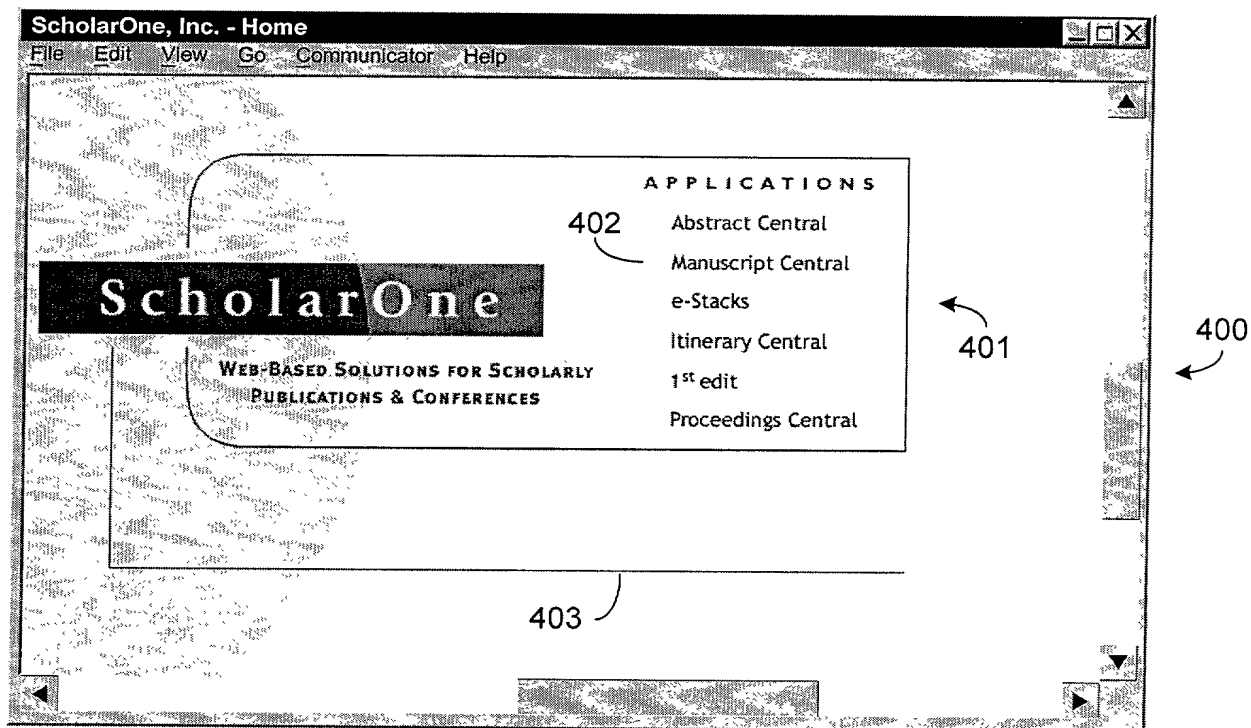 ScholarOne, Inc. - Home
File Edit View Go Communicator Help
APPLICATIONS
402 Abstract Central
Manuscript Central
ScholarOne
e-Stacks
401
400
Itinerary Central
WEB-BASED SOLUTIONS FOR SCHOLARLY
PUBLICATIONS & CONFERENCES
1st edit
Proceedings Central
403